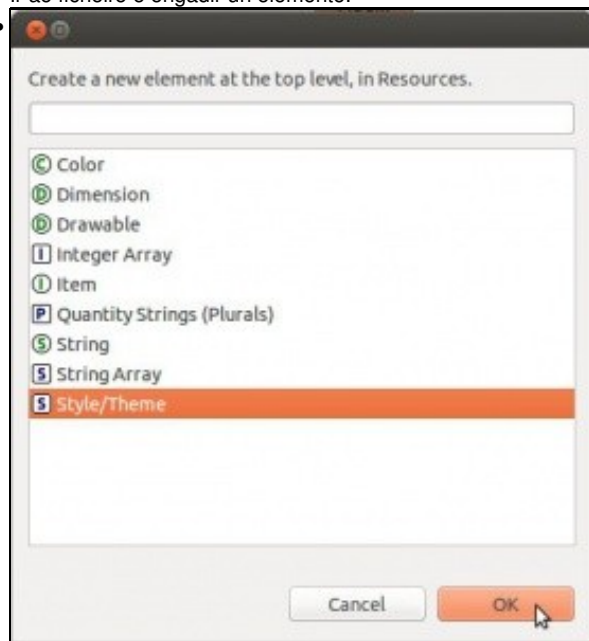 Create a new element at the top level, in Resources.
C Color
D Dimension
D Drawable
I Integer Array
I Item
P Quantity Strings (Plurals)
S String
S String Array
S Style/Theme
Cancel OK